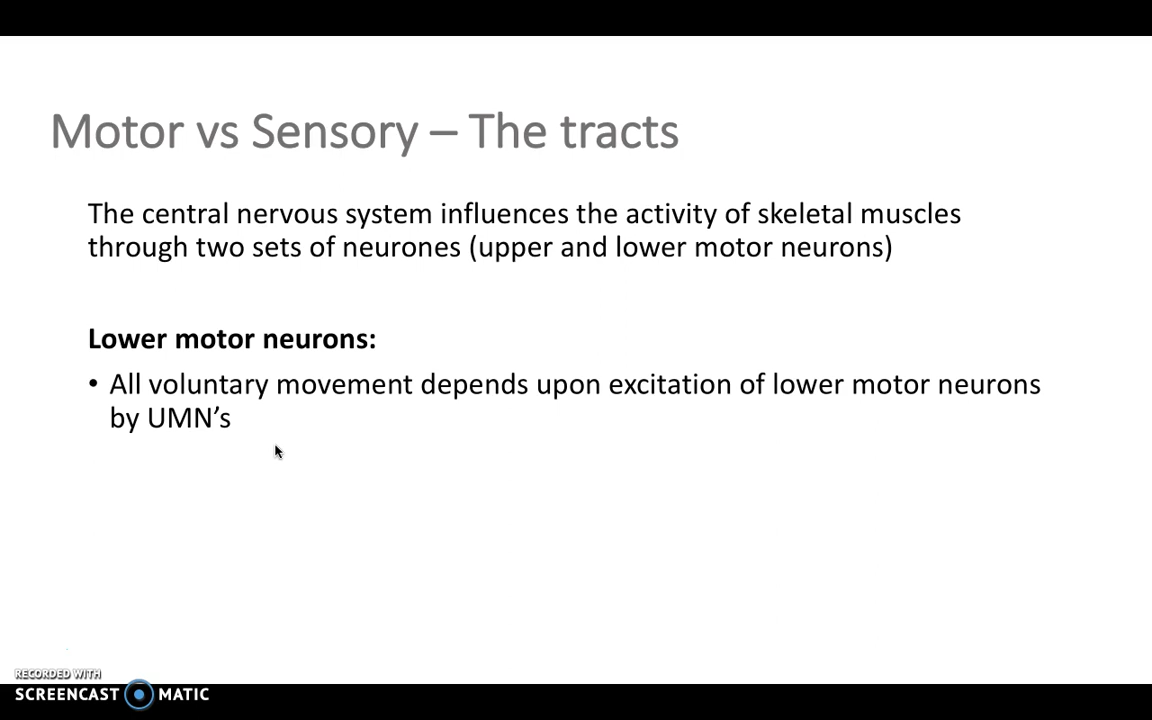 Motor vs Sensory – The tracts
The central nervous system influences the activity of skeletal muscles
through two sets of neurones (upper and lower motor neurons)
Lower motor neurons:
• All voluntary movement depends upon excitation of lower motor neurons
by UMN’s
RECORDED WITH
SCREENCAST MATIC